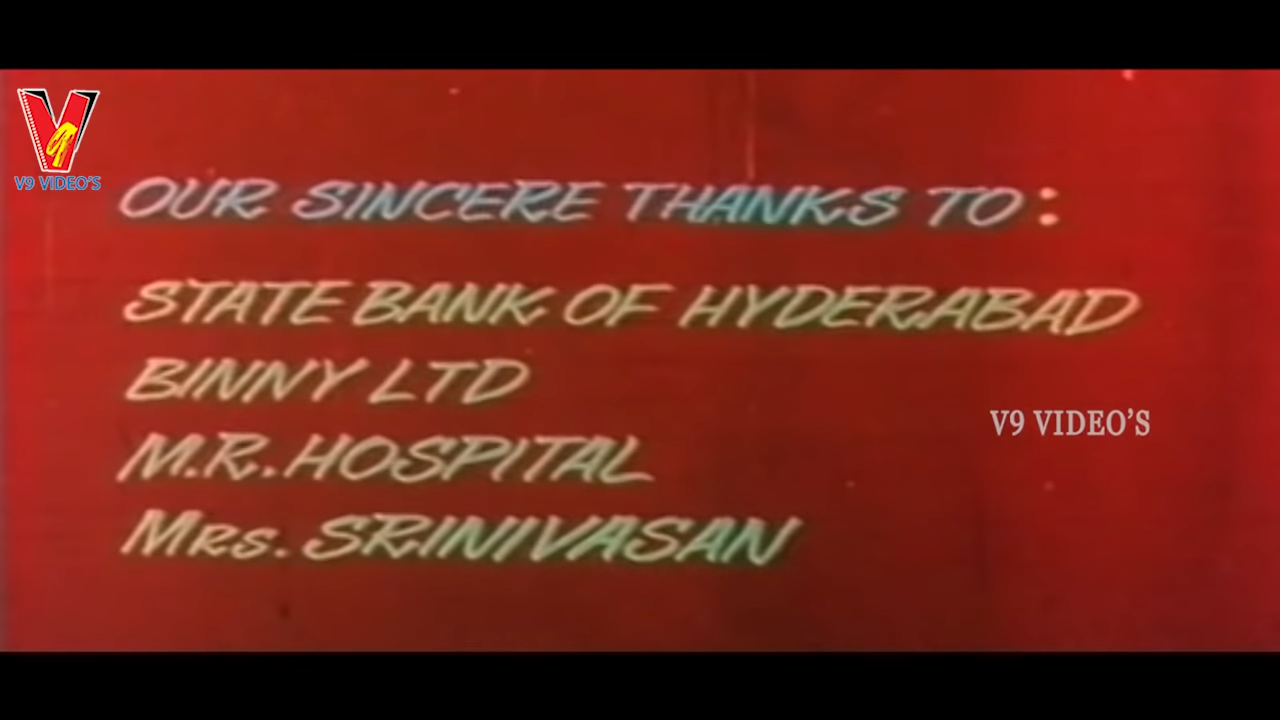 V9 VIDEO'S
OUR SINCERE THANKS TO :
STATE BANK OF HYDERABAD
BINNY LTD
V9 VIDEO'S
M.R. HOSPITAL
MRS. SRINIVASAN